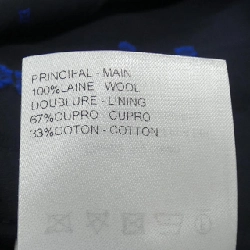 PRINCIPAL - MAIN
100%LAINE - WOOL
DOUBLURE - LINING
67%CUPRO - CUPRO
33%COTON - COTTON